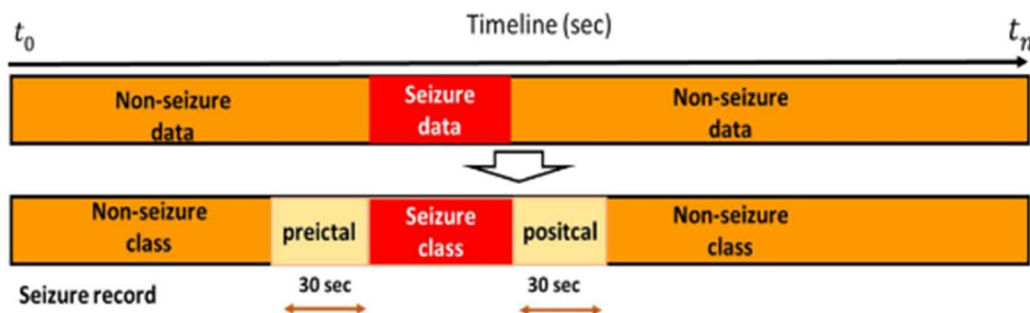 Timeline (sec)
t0 tn
Non-seizure data
Seizure data
Non-seizure data
Non-seizure class
preictal
Seizure class
positcal
Non-seizure class
Seizure record
30 sec
30 sec